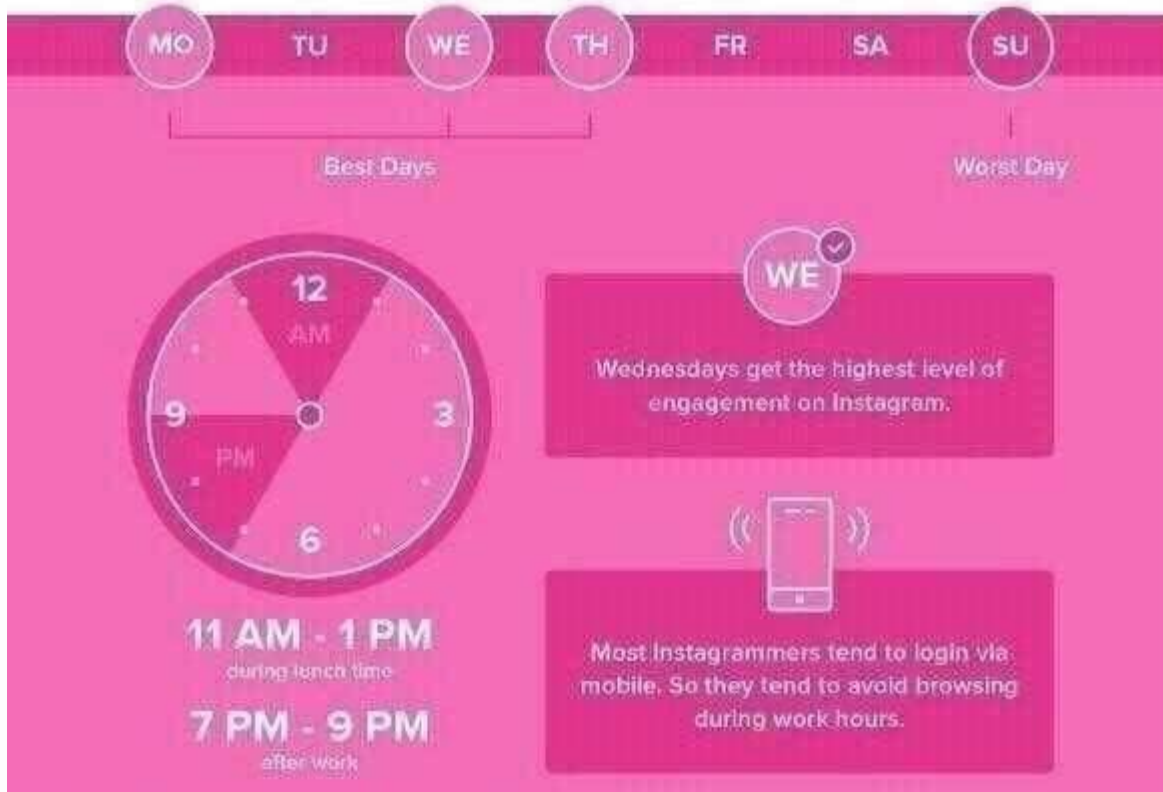 MO TU WE TH FR SA SU
Best Days
Worst Day
12
AM
9
3
PM
6
11 AM - 1 PM
during lunch time
7 PM - 9 PM
after work
WE
Wednesdays get the highest level of
engagement on Instagram.
Most Instagrammers tend to login via
mobile. So they tend to avoid browsing
during work hours.